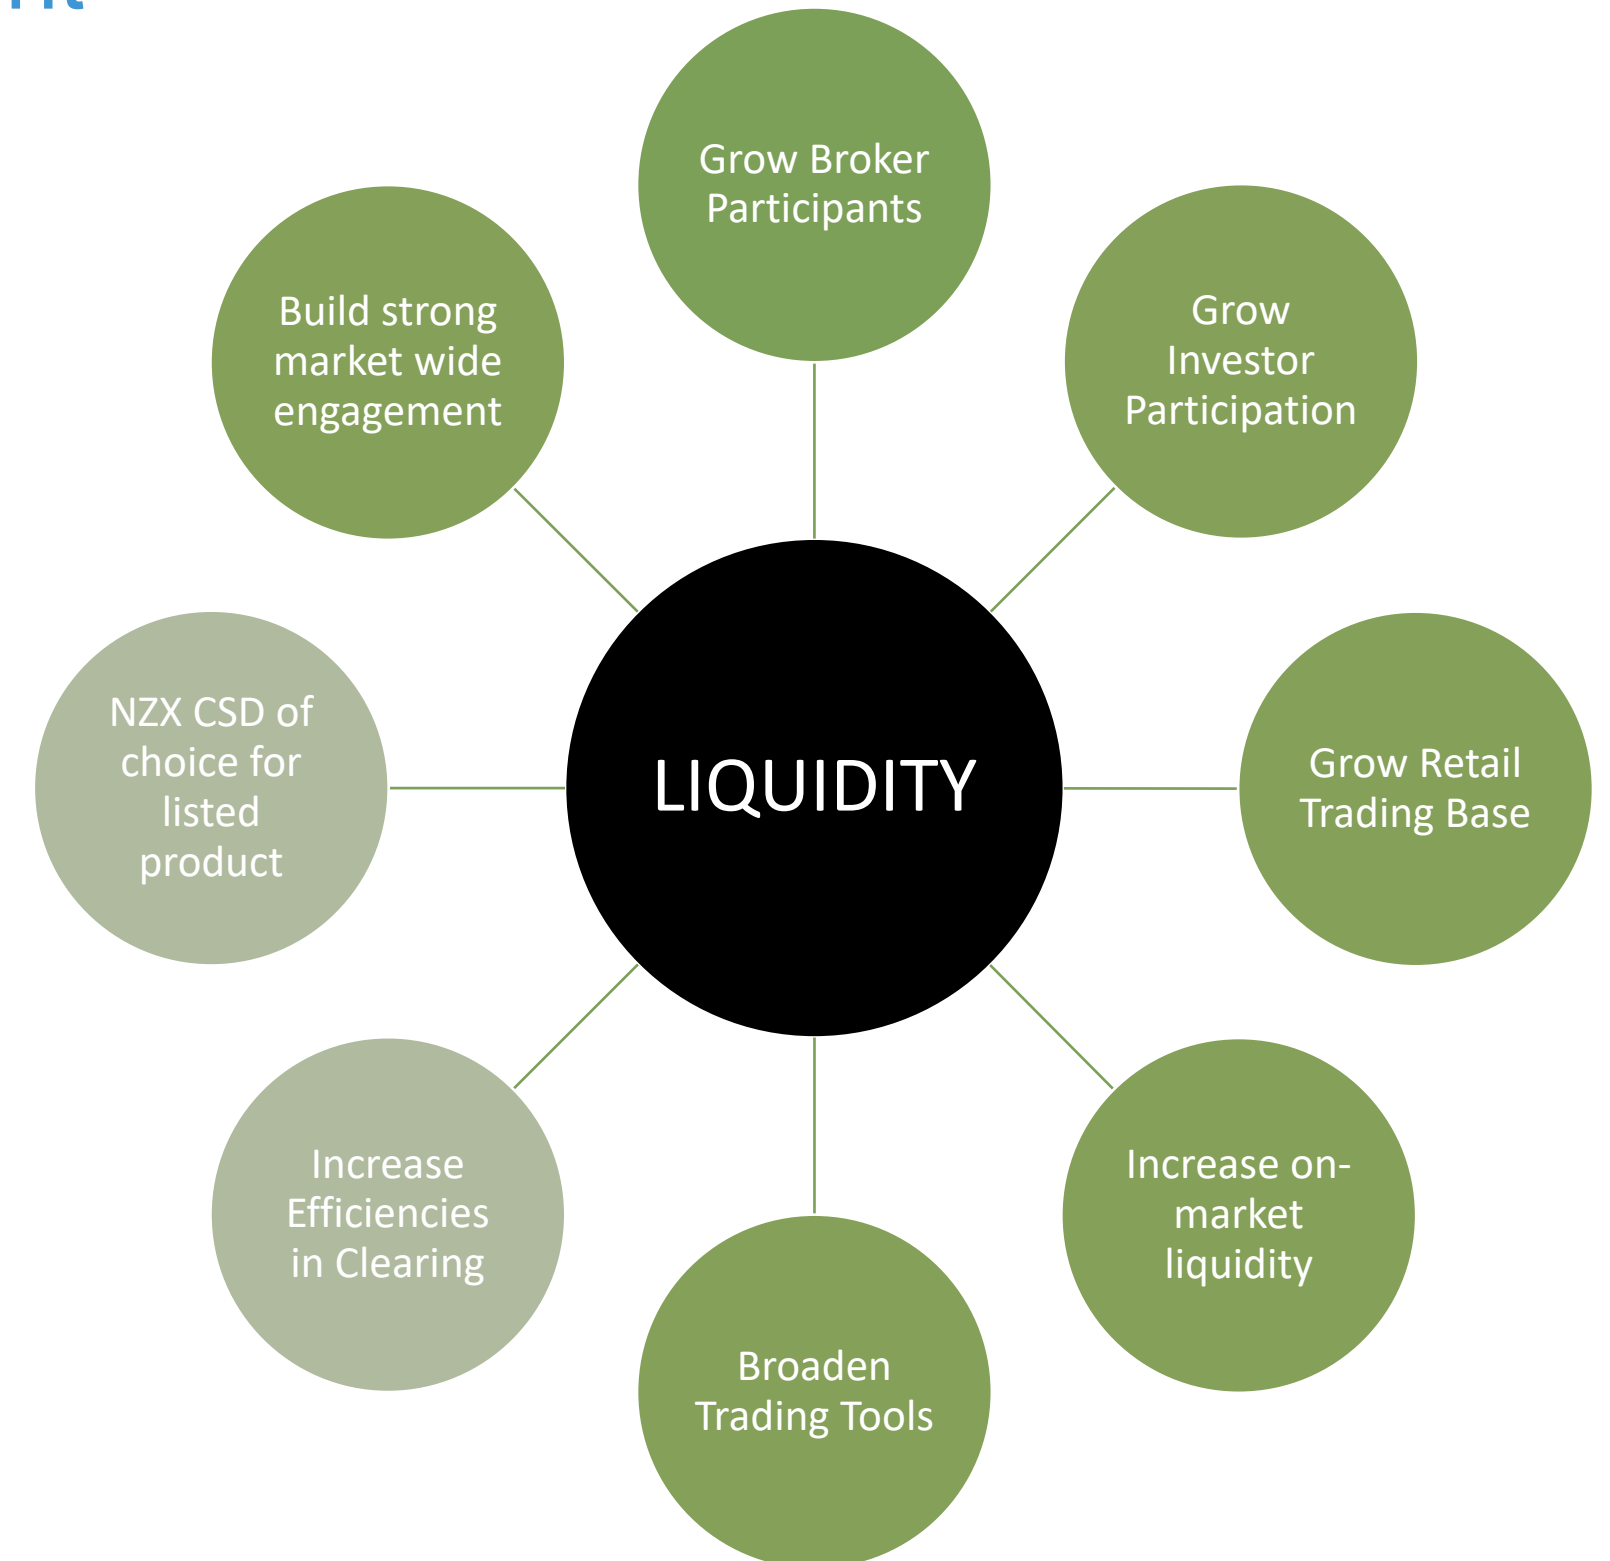 Grow Broker
Participants
Build strong
market wide
engagement
Grow
Investor
Participation
NZX CSD of
choice for
listed
product
LIQUIDITY
Grow Retail
Trading Base
Increase
Efficiencies
in Clearing
Increase on-
market
liquidity
Broaden
Trading Tools